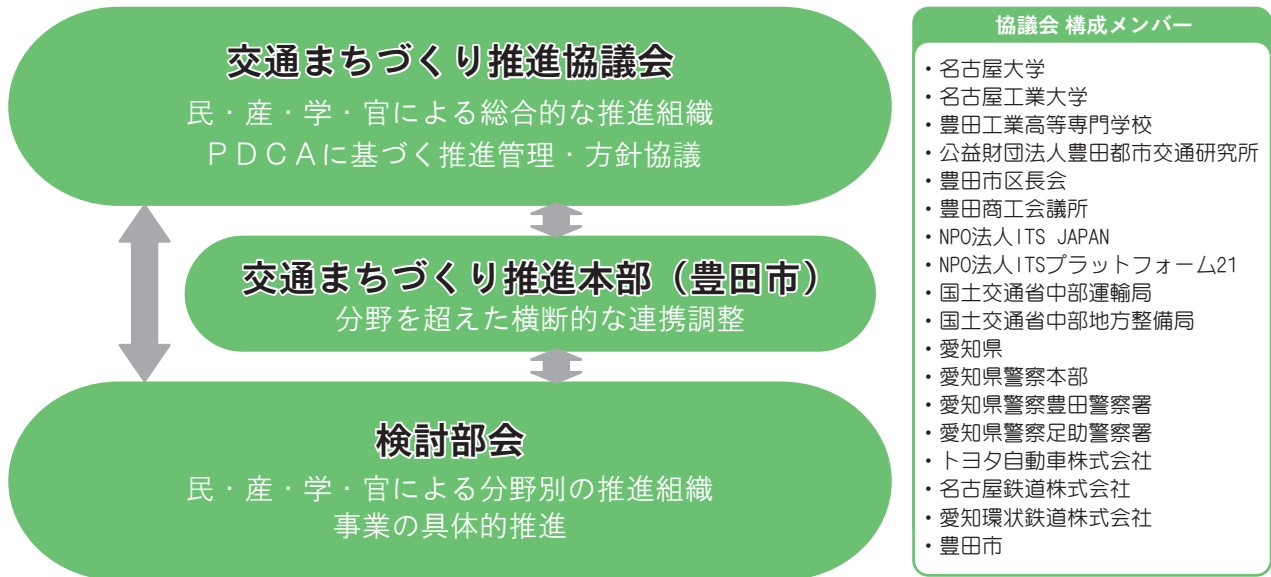 交通まちづくり推進協議会
民・産・学・官による総合的な推進組織
ＰＤＣＡに基づく推進管理・方針協議
交通まちづくり推進本部（豊田市）
分野を超えた横断的な連携調整
検討部会
民・産・学・官による分野別の推進組織
事業の具体的推進
協議会 構成メンバー
・名古屋大学
・名古屋工業大学
・豊田工業高等専門学校
・公益財団法人豊田都市交通研究所
・豊田市区長会
・豊田商工会議所
・NPO法人ITS JAPAN
・NPO法人ITSプラットフォーム21
・国土交通省中部運輸局
・国土交通省中部地方整備局
・愛知県
・愛知県警察本部
・愛知県警察豊田警察署
・愛知県警察足助警察署
・トヨタ自動車株式会社
・名古屋鉄道株式会社
・愛知環状鉄道株式会社
・豊田市